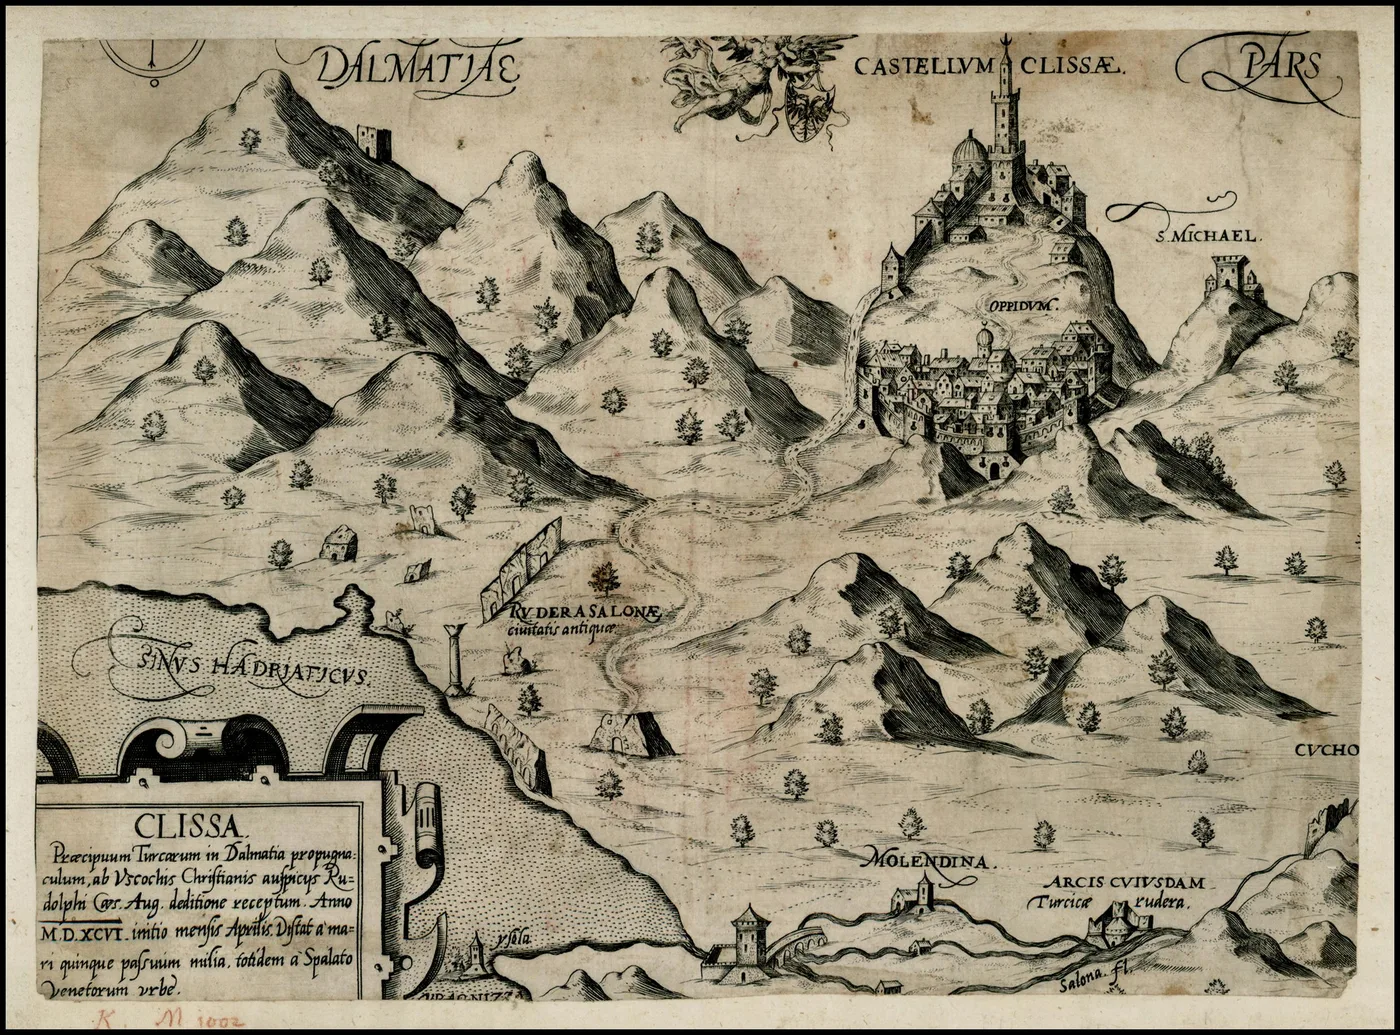 DALMATIAE
CASTELLVM CLISSÆ.
PARS
S. MICHAEL.
OPPIDVM.
RVDERA SALONÆ
civitatis antiquæ
SINVS HADRIATICVS
CVCHO
CLISSA.
Præcipuum Turcarum in Dalmatia propugna-
culum, ab Vscochis Christianis auspicys Ru-
dolphi Cæs. Aug. deditione receptum. Anno
M.D.XCVI. initio mensis Aprilis. Distat a ma-
ri quinque passuum milia, totidem a Spalato
Venetorum vrbe.
MOLENDINA.
ARCIS CVIVSDAM
Turcicæ rudera.
Salona. fl.
ysola
K. M 1002